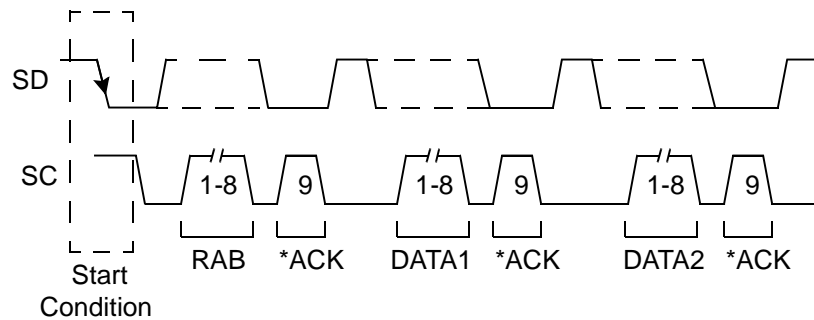 SD
SC
1-8
9
1-8
9
1-8
9
RAB
*ACK
DATA1
*ACK
DATA2
*ACK
Start
Condition